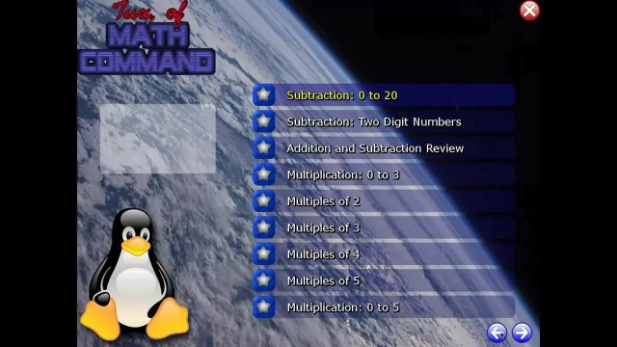 Tux, of
MATH
COMMAND
Subtraction: 0 to 20
Subtraction: Two Digit Numbers
Addition and Subtraction Review
Multiplication: 0 to 3
Multiples of 2
Multiples of 3
Multiples of 4
Multiples of 5
Multiplication: 0 to 5